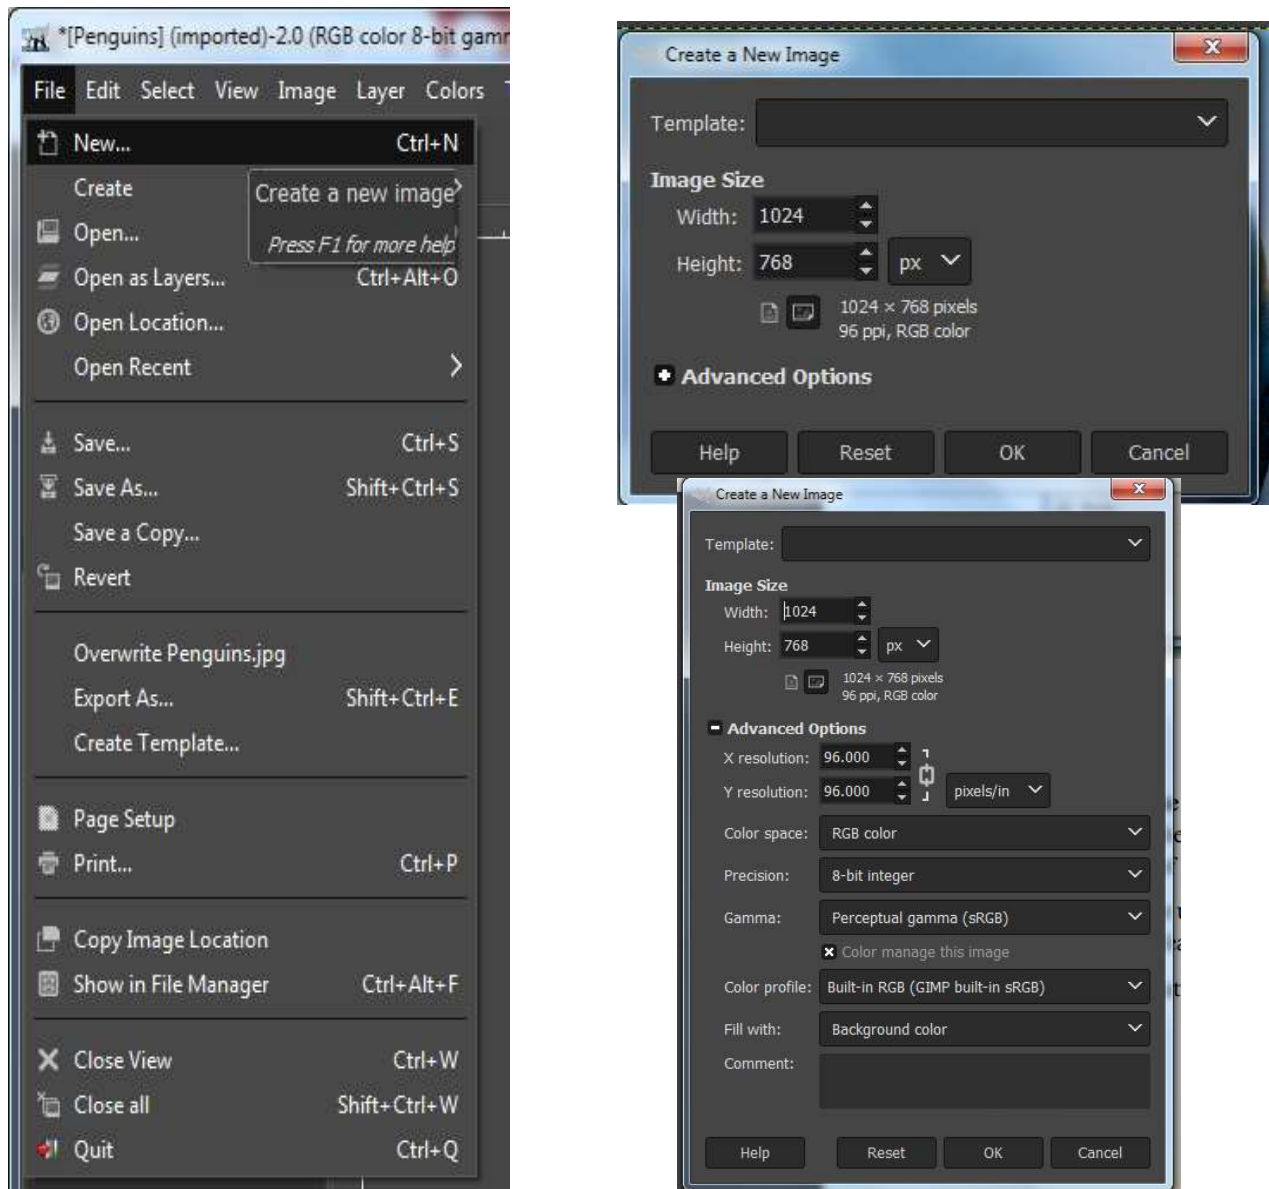 *[Penguins] (imported)-2.0 (RGB color 8-bit gam
File Edit Select View Image Layer Colors
New... Ctrl+N
Create
Create a new image
Open...
Press F1 for more help
Open as Layers... Ctrl+Alt+O
Open Location...
Open Recent
Save... Ctrl+S
Save As... Shift+Ctrl+S
Save a Copy...
Revert
Overwrite Penguins.jpg
Export As... Shift+Ctrl+E
Create Template...
Page Setup
Print... Ctrl+P
Copy Image Location
Show in File Manager Ctrl+Alt+F
Close View Ctrl+W
Close all Shift+Ctrl+W
Quit Ctrl+Q
Create a New Image
Template:
Image Size
Width: 1024
Height: 768 px
1024 × 768 pixels
96 ppi, RGB color
Advanced Options
Help Reset OK Cancel
Create a New Image
Template:
Image Size
Width: 1024
Height: 768 px
1024 × 768 pixels
96 ppi, RGB color
Advanced Options
X resolution: 96.000
Y resolution: 96.000 pixels/in
Color space: RGB color
Precision: 8-bit integer
Gamma: Perceptual gamma (sRGB)
Color manage this image
Color profile: Built-in RGB (GIMP built-in sRGB)
Fill with: Background color
Comment:
Help Reset OK Cancel